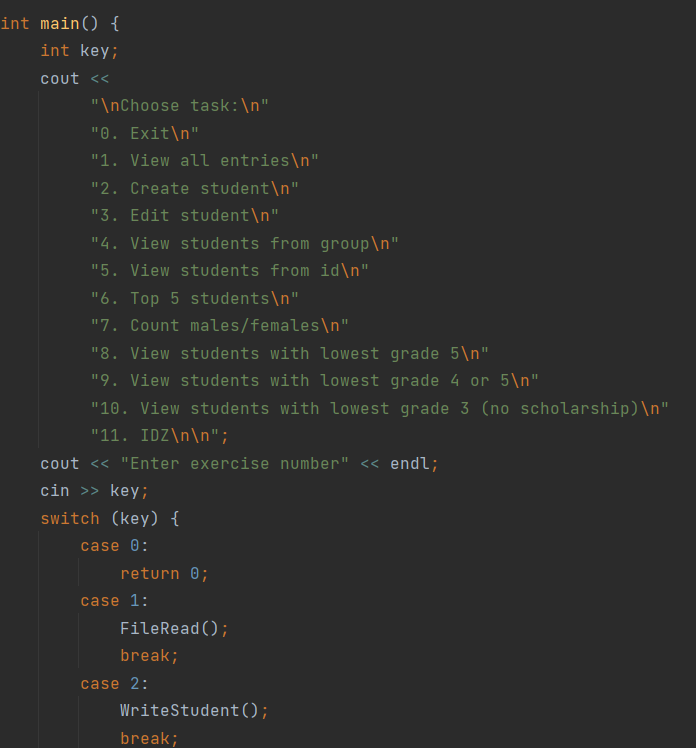 int main() {
    int key;
    cout <<
         "\nChoose task:\n"
         "0. Exit\n"
         "1. View all entries\n"
         "2. Create student\n"
         "3. Edit student\n"
         "4. View students from group\n"
         "5. View students from id\n"
         "6. Top 5 students\n"
         "7. Count males/females\n"
         "8. View students with lowest grade 5\n"
         "9. View students with lowest grade 4 or 5\n"
         "10. View students with lowest grade 3 (no scholarship)\n"
         "11. IDZ\n\n";
    cout << "Enter exercise number" << endl;
    cin >> key;
    switch (key) {
        case 0:
            return 0;
        case 1:
            FileRead();
            break;
        case 2:
            WriteStudent();
            break;